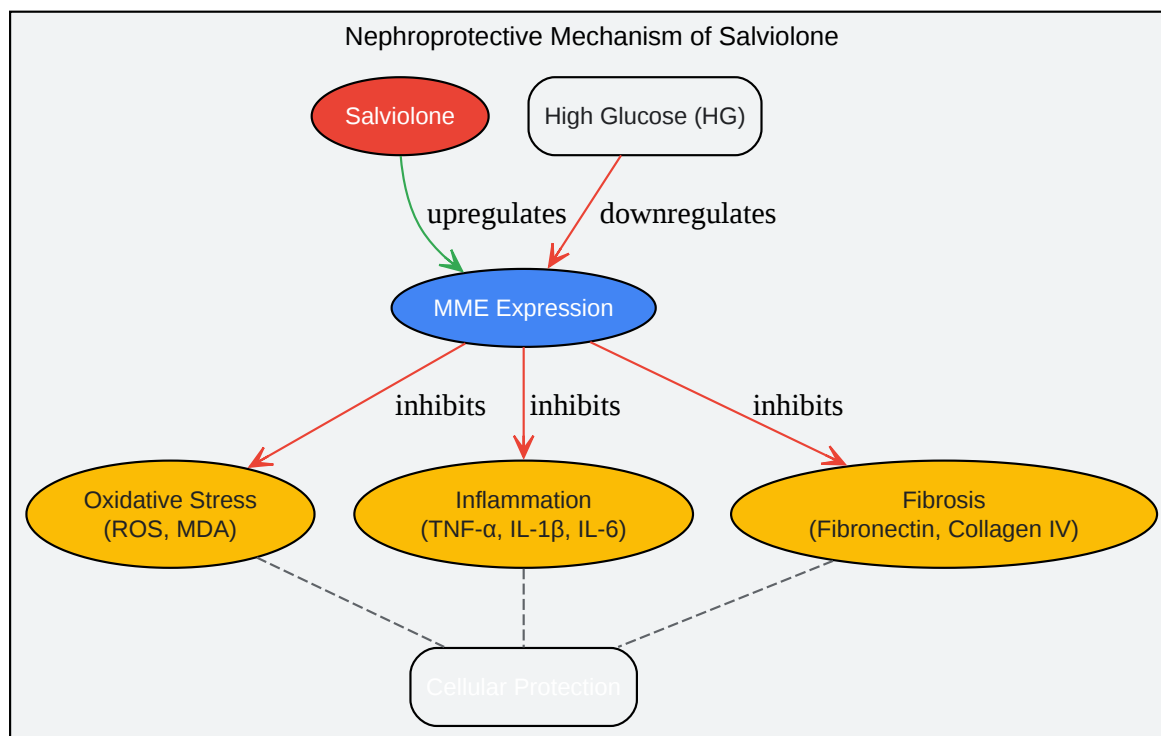 Nephroprotective Mechanism of Salviolone
Salviolone
High Glucose (HG)
upregulates
downregulates
MME Expression
inhibits
inhibits
inhibits
Oxidative Stress
(ROS, MDA)
Inflammation
(TNF-α, IL-1β, IL-6)
Fibrosis
(Fibronectin, Collagen IV)
Cellular Protection